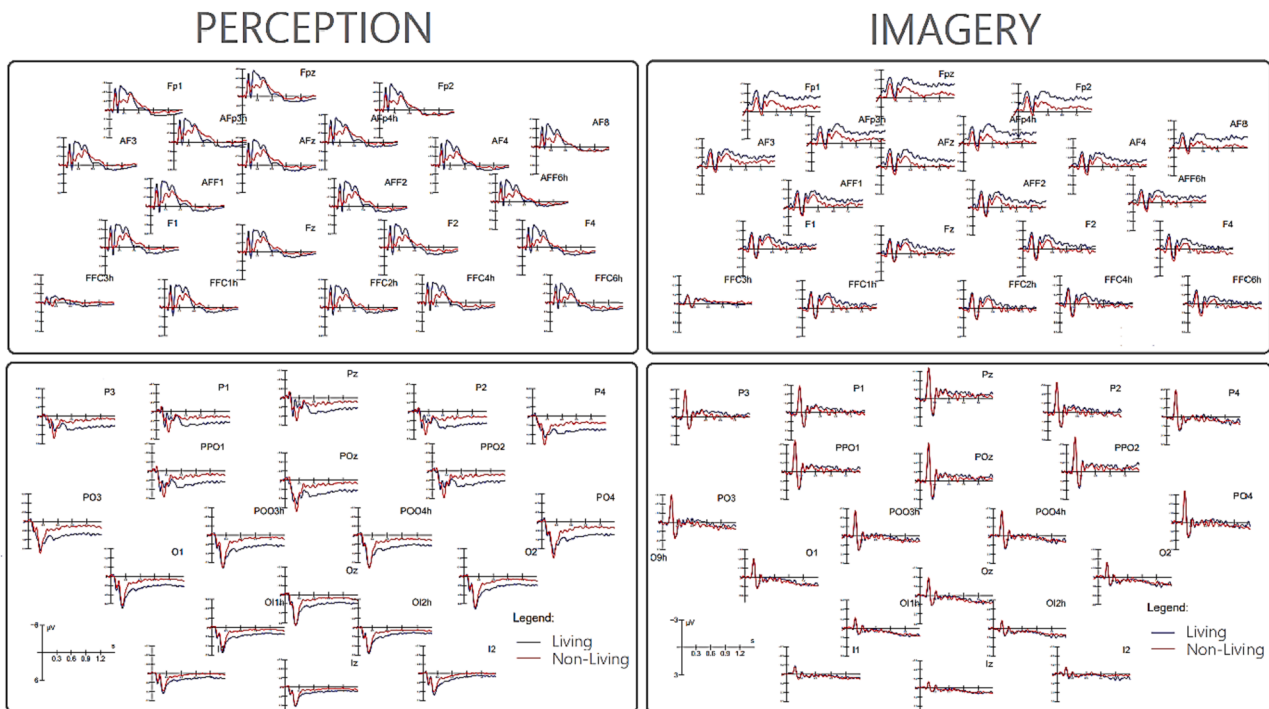 PERCEPTION
IMAGERY
Fp1
Fpz
Fp2
AF3
AFp3h
AFz
AFp4h
AF4
AF8
AFF1
AFF2
AFF6h
F1
Fz
F2
F4
FFC3h
FFC1h
FFC2h
FFC4h
FFC6h
Fp1
Fpz
Fp2
AF3
AFp3h
AFz
AFp4h
AF4
AF8
AFF1
AFF2
AFF6h
F1
Fz
F2
F4
FFC3h
FFC1h
FFC2h
FFC4h
FFC6h
P3
P1
Pz
P2
P4
PPO1
POz
PPO2
PO3
POO3h
POO4h
PO4
O1
Oz
O2
OI1h
OI2h
I1
Iz
I2
-8
µV
s
0.3 0.6 0.9 1.2
6
Legend:
Living
Non-Living
P3
P1
Pz
P2
P4
PPO1
POz
PPO2
PO3
POO3h
POO4h
PO4
O9h
O1
Oz
O2
OI1h
OI2h
I1
Iz
I2
-3
µV
s
0.3 0.6 0.9 1.2
3
Legend:
Living
Non-Living